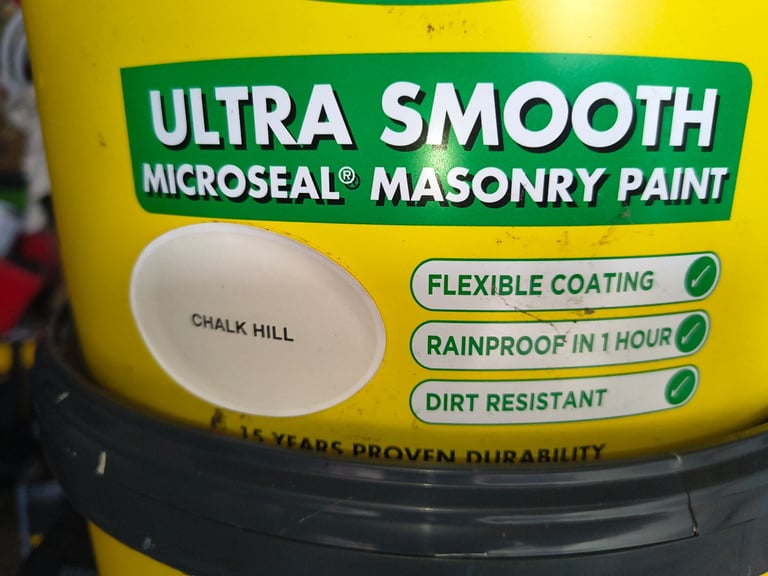 ULTRA SMOOTH
MICROSEAL® MASONRY PAINT
CHALK HILL
FLEXIBLE COATING
RAINPROOF IN 1 HOUR
DIRT RESISTANT
15 YEARS PROVEN DURABILITY